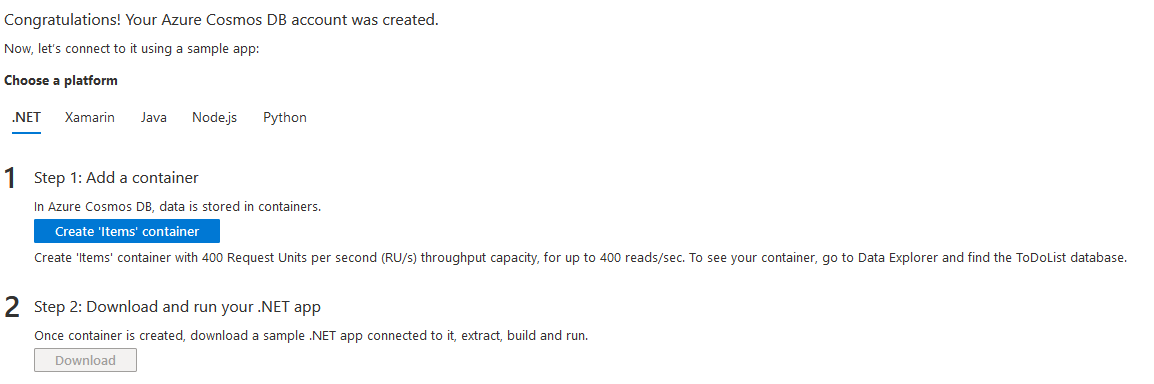 Congratulations! Your Azure Cosmos DB account was created.
Now, let's connect to it using a sample app:
Choose a platform
.NET Xamarin Java Node.js Python
1 Step 1: Add a container
In Azure Cosmos DB, data is stored in containers.
Create 'Items' container
Create 'Items' container with 400 Request Units per second (RU/s) throughput capacity, for up to 400 reads/sec. To see your container, go to Data Explorer and find the ToDoList database.
2 Step 2: Download and run your .NET app
Once container is created, download a sample .NET app connected to it, extract, build and run.
Download